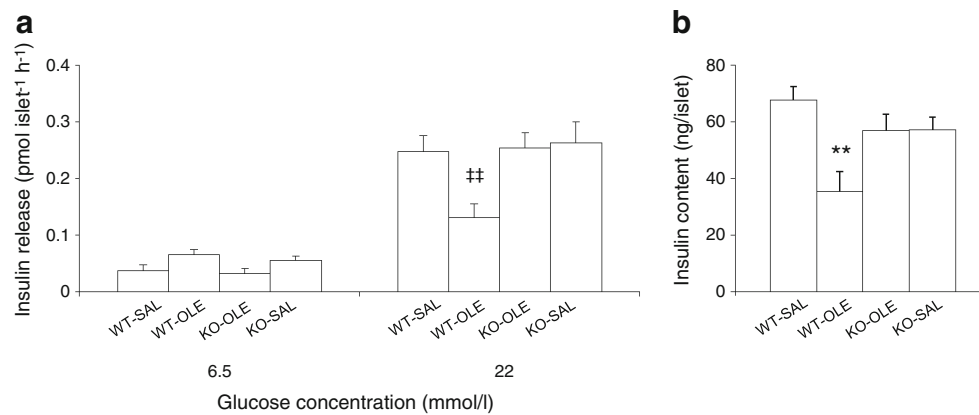 a
Insulin release (pmol islet⁻¹ h⁻¹)
0.4
0.3
0.2
0.1
0
‡‡
WT-SAL
WT-OLE
KO-OLE
KO-SAL
WT-SAL
WT-OLE
KO-OLE
KO-SAL
6.5
22
Glucose concentration (mmol/l)
b
Insulin content (ng/islet)
80
60
40
20
0
**
WT-SAL
WT-OLE
KO-OLE
KO-SAL